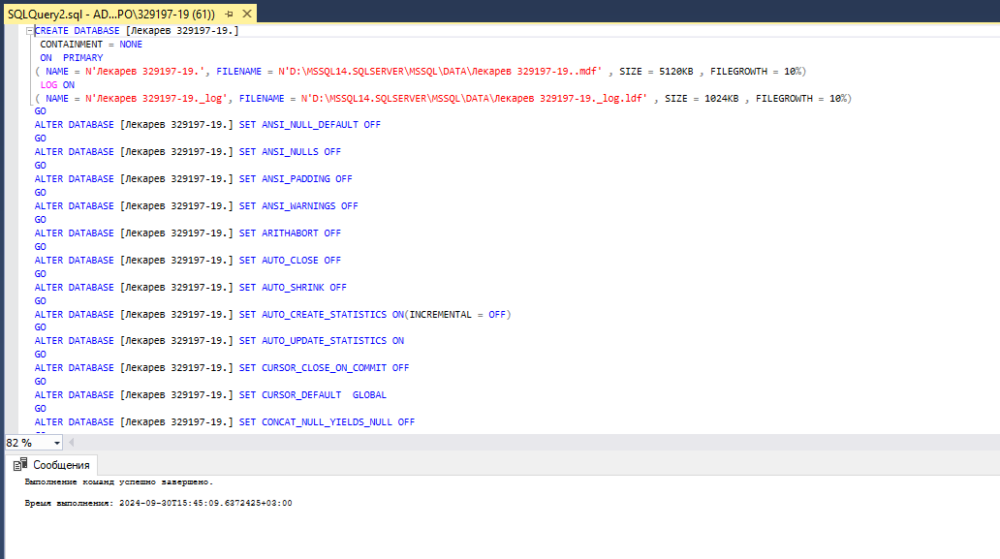 SQLQuery2.sql - AD...PO\329197-19 (61))
CREATE DATABASE [Лекарев 329197-19.]
CONTAINMENT = NONE
ON  PRIMARY
( NAME = N'Лекарев 329197-19.', FILENAME = N'D:\MSSQL14.SQLSERVER\MSSQL\DATA\Лекарев 329197-19..mdf' , SIZE = 5120KB , FILEGROWTH = 10%)
LOG ON
( NAME = N'Лекарев 329197-19._log', FILENAME = N'D:\MSSQL14.SQLSERVER\MSSQL\DATA\Лекарев 329197-19._log.ldf' , SIZE = 1024KB , FILEGROWTH = 10%)
GO
ALTER DATABASE [Лекарев 329197-19.] SET ANSI_NULL_DEFAULT OFF
GO
ALTER DATABASE [Лекарев 329197-19.] SET ANSI_NULLS OFF
GO
ALTER DATABASE [Лекарев 329197-19.] SET ANSI_PADDING OFF
GO
ALTER DATABASE [Лекарев 329197-19.] SET ANSI_WARNINGS OFF
GO
ALTER DATABASE [Лекарев 329197-19.] SET ARITHABORT OFF
GO
ALTER DATABASE [Лекарев 329197-19.] SET AUTO_CLOSE OFF
GO
ALTER DATABASE [Лекарев 329197-19.] SET AUTO_SHRINK OFF
GO
ALTER DATABASE [Лекарев 329197-19.] SET AUTO_CREATE_STATISTICS ON(INCREMENTAL = OFF)
GO
ALTER DATABASE [Лекарев 329197-19.] SET AUTO_UPDATE_STATISTICS ON
GO
ALTER DATABASE [Лекарев 329197-19.] SET CURSOR_CLOSE_ON_COMMIT OFF
GO
ALTER DATABASE [Лекарев 329197-19.] SET CURSOR_DEFAULT  GLOBAL
GO
ALTER DATABASE [Лекарев 329197-19.] SET CONCAT_NULL_YIELDS_NULL OFF
82 %
Сообщения
Выполнение команд успешно завершено.
Время выполнения: 2024-09-30T15:45:09.6372425+03:00